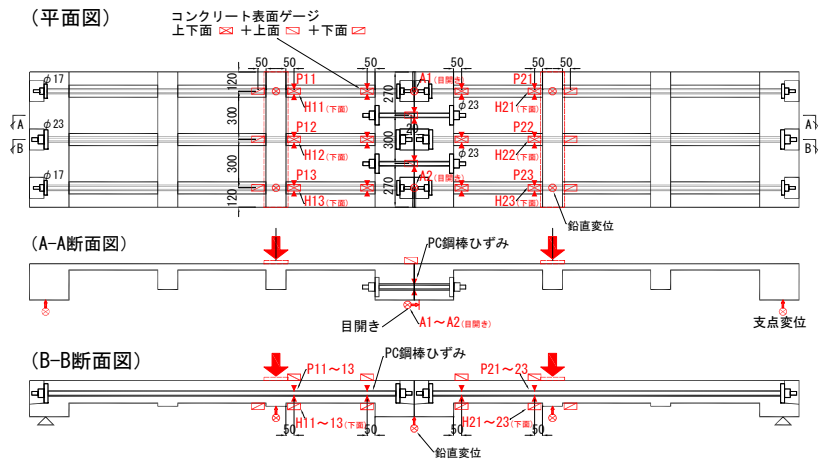 (平面図)
コンクリート表面ゲージ
上下面 +上面 +下面
50 50 50 50 50
φ17 120 P11 270 A1(目開き) P21 φ17
H11(下面) φ23 H21(下面)
A 300 A
φ23 P12 20 300 P22 φ23
B H12(下面) H22(下面) B
300 φ23
φ17 P13 270 A2(目開き) P23 φ17
120 H13(下面) H23(下面)
鉛直変位
(A-A断面図)
PC鋼棒ひずみ
目開き A1～A2(目開き) 支点変位
(B-B断面図)
PC鋼棒ひずみ
P11～13 P21～23
H11～13(下面) H21～23(下面)
50 50 50 50
鉛直変位